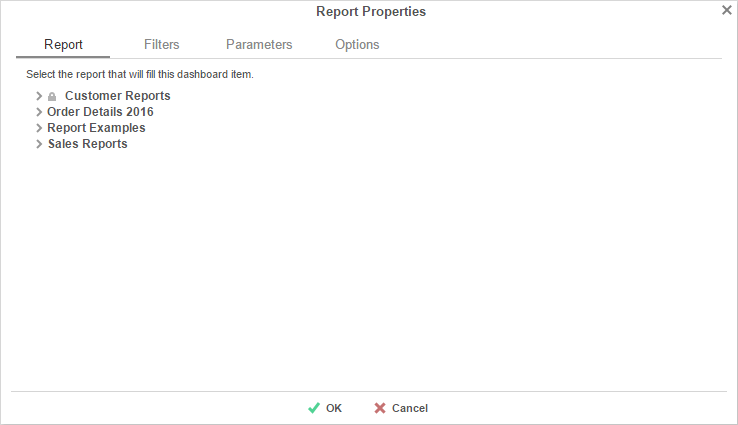 Report Properties
Report Filters Parameters Options
Select the report that will fill this dashboard item.
Customer Reports
Order Details 2016
Report Examples
Sales Reports
OK Cancel